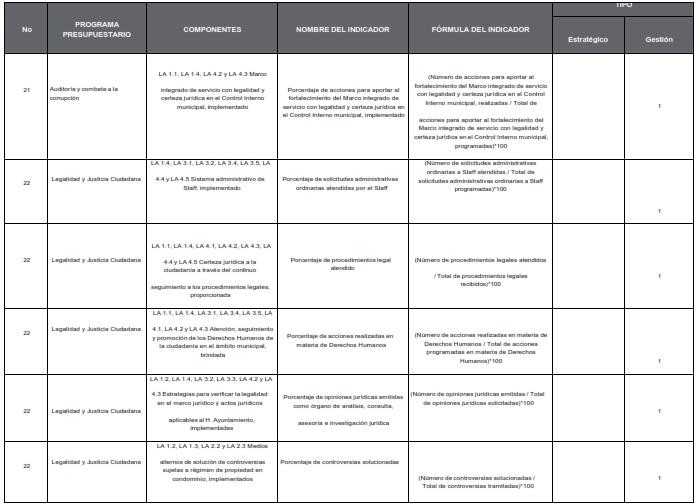 TIPO
No
PROGRAMA
PRESUPUESTARIO
COMPONENTES
NOMBRE DEL INDICADOR
FÓRMULA DEL INDICADOR
Estratégico
Gestión
21
Auditoría y combate a la
corrupción
LA 1.1, LA 1.4, LA 4.2 y LA 4.3 Marco
integrado de servicio con legalidad y
certeza jurídica en el Control Interno
municipal, implementado
Porcentaje de acciones para aportar al
fortalecimiento del Marco integrado de
servicio con legalidad y certeza jurídica en
el Control Interno municipal, implementado
(Número de acciones para aportar al
fortalecimiento del Marco integrado de servicio
con legalidad y certeza jurídica en el Control
Interno municipal, realizadas / Total de
acciones para aportar al fortalecimiento del
Marco integrado de servicio con legalidad y
certeza jurídica en el Control Interno municipal,
programadas)*100
1
22
Legalidad y Justicia Ciudadana
LA 1.4, LA 3.1, LA 3.2, LA 3.4, LA 3.5, LA
4.4 y LA 4.5 Sistema administrativo de
Staff, implementado
Porcentaje de solicitudes administrativas
ordinarias atendidas por el Staff
(Número de solicitudes administrativas
ordinarias a Staff atendidas / Total de
solicitudes administrativas ordinarias a Staff
programadas)*100
1
22
Legalidad y Justicia Ciudadana
LA 1.1, LA 1.4, LA 4.1, LA 4.2, LA 4.3, LA
4.4 y LA 4.5 Certeza jurídica a la
ciudadanía a través del continuo
seguimiento a los procedimientos legales,
proporcionada
Porcentaje de procedimientos legal
atendido
(Número de procedimientos legales atendidos
/ Total de procedimientos legales
recibidos)*100
1
22
Legalidad y Justicia Ciudadana
LA 1.1, LA 1.4, LA 3.1, LA 3.4, LA 3.5, LA
4.1, LA 4.2 y LA 4.3 Atención, seguimiento
y promoción de los Derechos Humanos de
la ciudadanía en el ámbito municipal,
brindada
Porcentaje de acciones realizadas en
materia de Derechos Humanos
(Número de acciones realizadas en materia de
Derechos Humanos / Total de acciones
programadas en materia de Derechos
Humanos)*100
1
22
Legalidad y Justicia Ciudadana
LA 1.2, LA 1.4, LA 3.2, LA 3.3, LA 4.2 y LA
4.3 Estrategias para verificar la legalidad
en el marco jurídico y actos jurídicos
aplicables al H. Ayuntamiento,
implementadas
Porcentaje de opiniones jurídicas emitidas
como órgano de análisis, consulta,
asesoría e investigación jurídica
(Número de opiniones jurídicas emitidas / Total
de opiniones jurídicas solicitadas)*100
1
22
Legalidad y Justicia Ciudadana
LA 1.2, LA 1.3, LA 2.2 y LA 2.3 Medios
alternos de solución de controversias
sujetas a régimen de propiedad en
condominio, implementados
Porcentaje de controversias solucionadas
(Número de controversias solucionadas /
Total de controversias tramitadas)*100
1